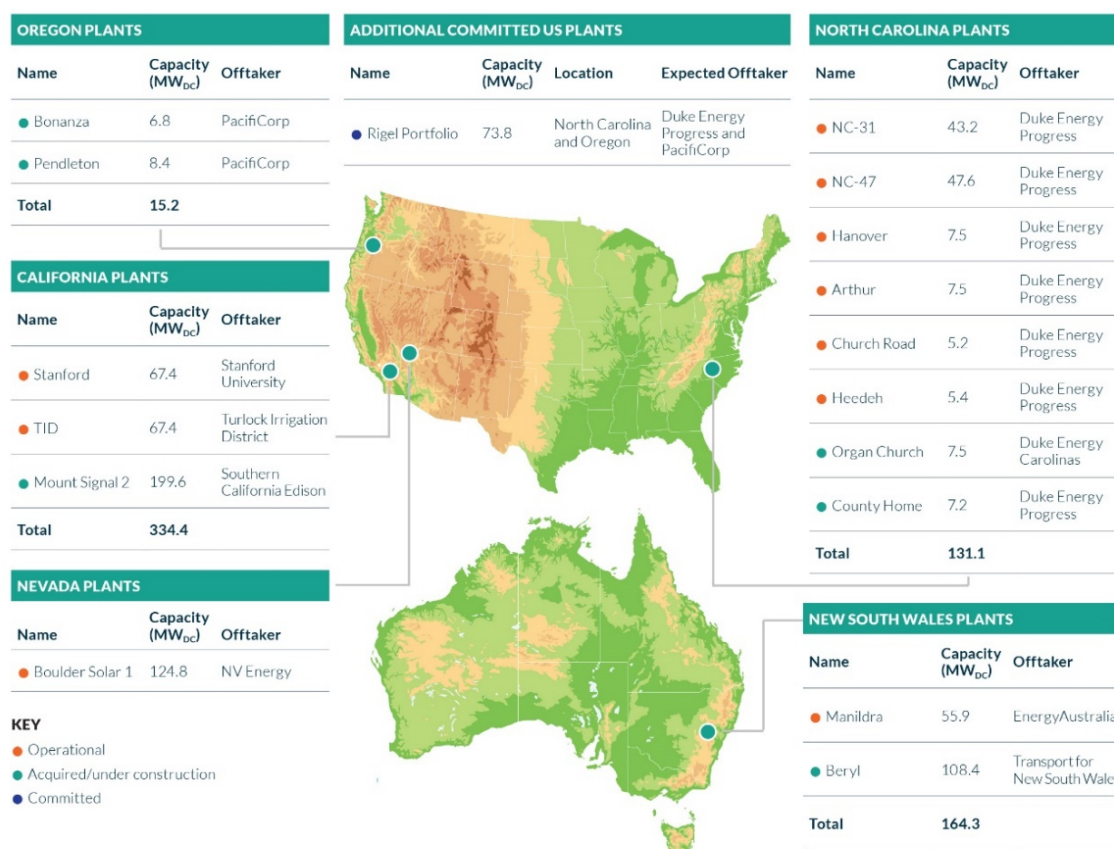 OREGON PLANTS
Name Capacity (MWDC) Offtaker
Bonanza 6.8 PacifiCorp
Pendleton 8.4 PacifiCorp
Total 15.2
ADDITIONAL COMMITTED US PLANTS
Name Capacity (MWDC) Location Expected Offtaker
Rigel Portfolio 73.8 North Carolina and Oregon Duke Energy Progress and PacifiCorp
NORTH CAROLINA PLANTS
Name Capacity (MWDC) Offtaker
NC-31 43.2 Duke Energy Progress
NC-47 47.6 Duke Energy Progress
Hanover 7.5 Duke Energy Progress
Arthur 7.5 Duke Energy Progress
Church Road 5.2 Duke Energy Progress
Heedeh 5.4 Duke Energy Progress
Organ Church 7.5 Duke Energy Carolinas
County Home 7.2 Duke Energy Progress
Total 131.1
CALIFORNIA PLANTS
Name Capacity (MWDC) Offtaker
Stanford 67.4 Stanford University
TID 67.4 Turlock Irrigation District
Mount Signal 2 199.6 Southern California Edison
Total 334.4
NEVADA PLANTS
Name Capacity (MWDC) Offtaker
Boulder Solar 1 124.8 NV Energy
KEY
Operational
Acquired/under construction
Committed
NEW SOUTH WALES PLANTS
Name Capacity (MWDC) Offtaker
Manildra 55.9 EnergyAustralia
Beryl 108.4 Transport for New South Wale
Total 164.3